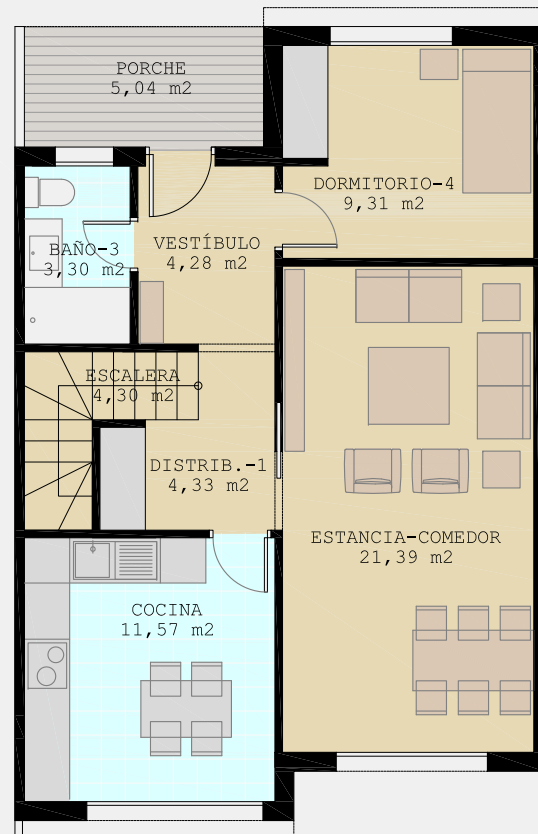 PORCHE
5,04 m2
DORMITORIO-4
9,31 m2
BAÑO-3
3,30 m2
VESTÍBULO
4,28 m2
ESCALERA
4,30 m2
DISTRIB.-1
4,33 m2
ESTANCIA-COMEDOR
21,39 m2
COCINA
11,57 m2